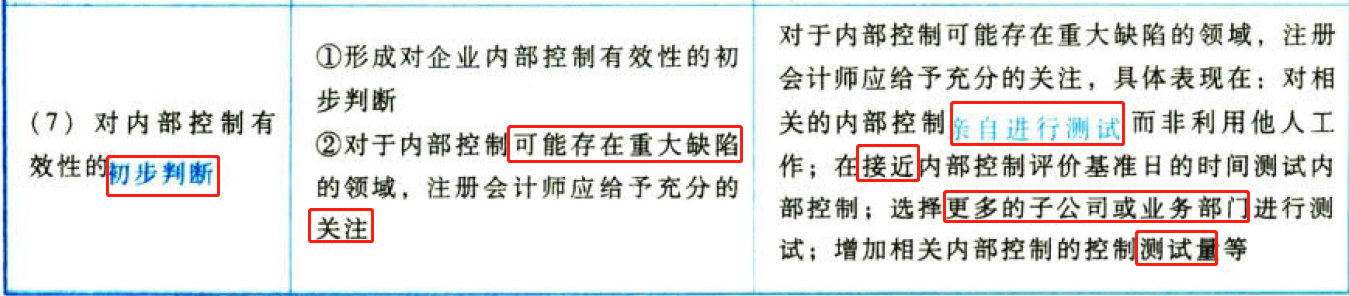 (7) 对内部控制有
效性的初步判断
①形成对企业内部控制有效性的初
步判断
②对于内部控制可能存在重大缺陷
的领域，注册会计师应给予充分的
关注
对于内部控制可能存在重大缺陷的领域，注册
会计师应给予充分的关注，具体表现在：对相
关的内部控制亲自进行测试而非利用他人工
作；在接近内部控制评价基准日的时间测试内
部控制；选择更多的子公司或业务部门进行测
试；增加相关内部控制的控制测试量等